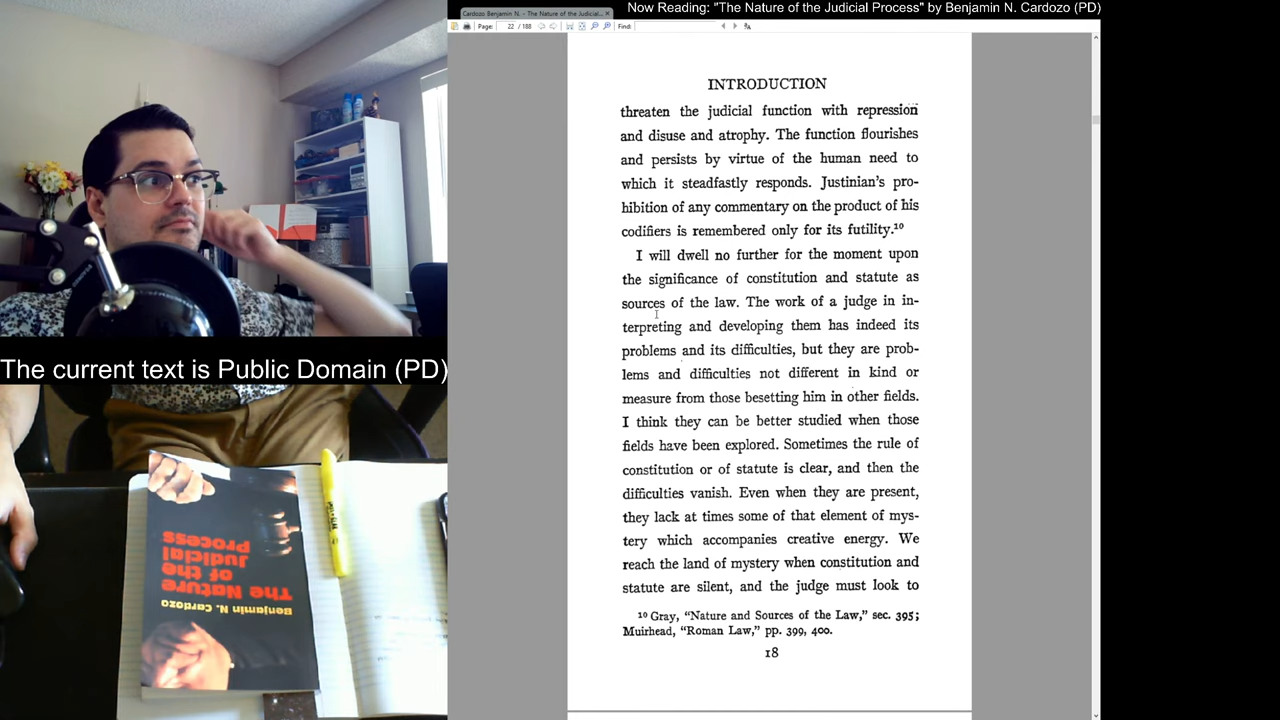 Now Reading: "The Nature of the Judicial Process" by Benjamin N. Cardozo (PD)
Cardozo Benjamin N. - The Nature of the Judicial...
Page: 22 / 188 Find:
INTRODUCTION
threaten the judicial function with repression
and disuse and atrophy. The function flourishes
and persists by virtue of the human need to
which it steadfastly responds. Justinian's pro-
hibition of any commentary on the product of his
codifiers is remembered only for its futility.10
I will dwell no further for the moment upon
the significance of constitution and statute as
sources of the law. The work of a judge in in-
terpreting and developing them has indeed its
problems and its difficulties, but they are prob-
lems and difficulties not different in kind or
measure from those besetting him in other fields.
I think they can be better studied when those
fields have been explored. Sometimes the rule of
constitution or of statute is clear, and then the
difficulties vanish. Even when they are present,
they lack at times some of that element of mys-
tery which accompanies creative energy. We
reach the land of mystery when constitution and
statute are silent, and the judge must look to
10 Gray, "Nature and Sources of the Law," sec. 395;
Muirhead, "Roman Law," pp. 399, 400.
18
The current text is Public Domain (PD)
Benjamin N. Cardozo
The Nature
of the
Judicial
Process